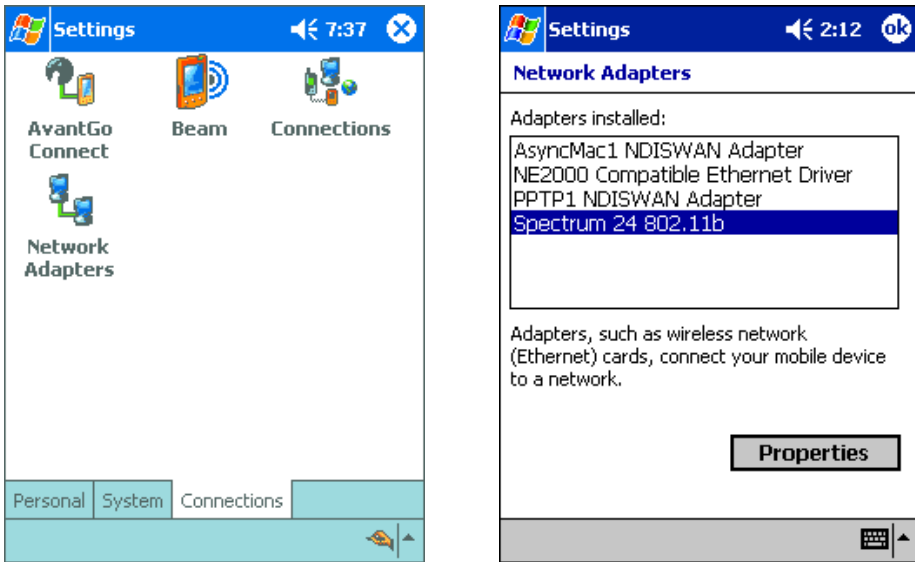 Settings 7:37
AvantGo
Connect
Beam
Connections
Network
Adapters
Personal System Connections
Settings 2:12 ok
Network Adapters
Adapters installed:
AsyncMac1 NDISWAN Adapter
NE2000 Compatible Ethernet Driver
PPTP1 NDISWAN Adapter
Spectrum 24 802.11b
Adapters, such as wireless network
(Ethernet) cards, connect your mobile device
to a network.
Properties